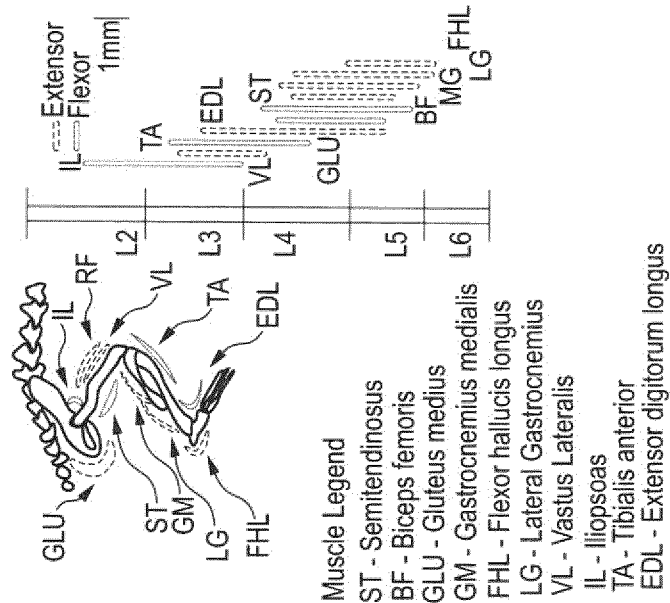 GLU
IL
RF
VL
TA
EDL
ST
GM
LG
FHL
L2
L3
L4
L5
L6
Extensor
Flexor
1mm
IL
TA
VL
EDL
GLU
ST
BF
MG
FHL
LG
Muscle Legend
ST - Semitendinosus
BF - Biceps femoris
GLU - Gluteus medius
GM - Gastrocnemius medialis
FHL - Flexor hallucis longus
LG - Lateral Gastrocnemius
VL - Vastus Lateralis
IL - Iliopsoas
TA - Tibialis anterior
EDL - Extensor digitorum longus